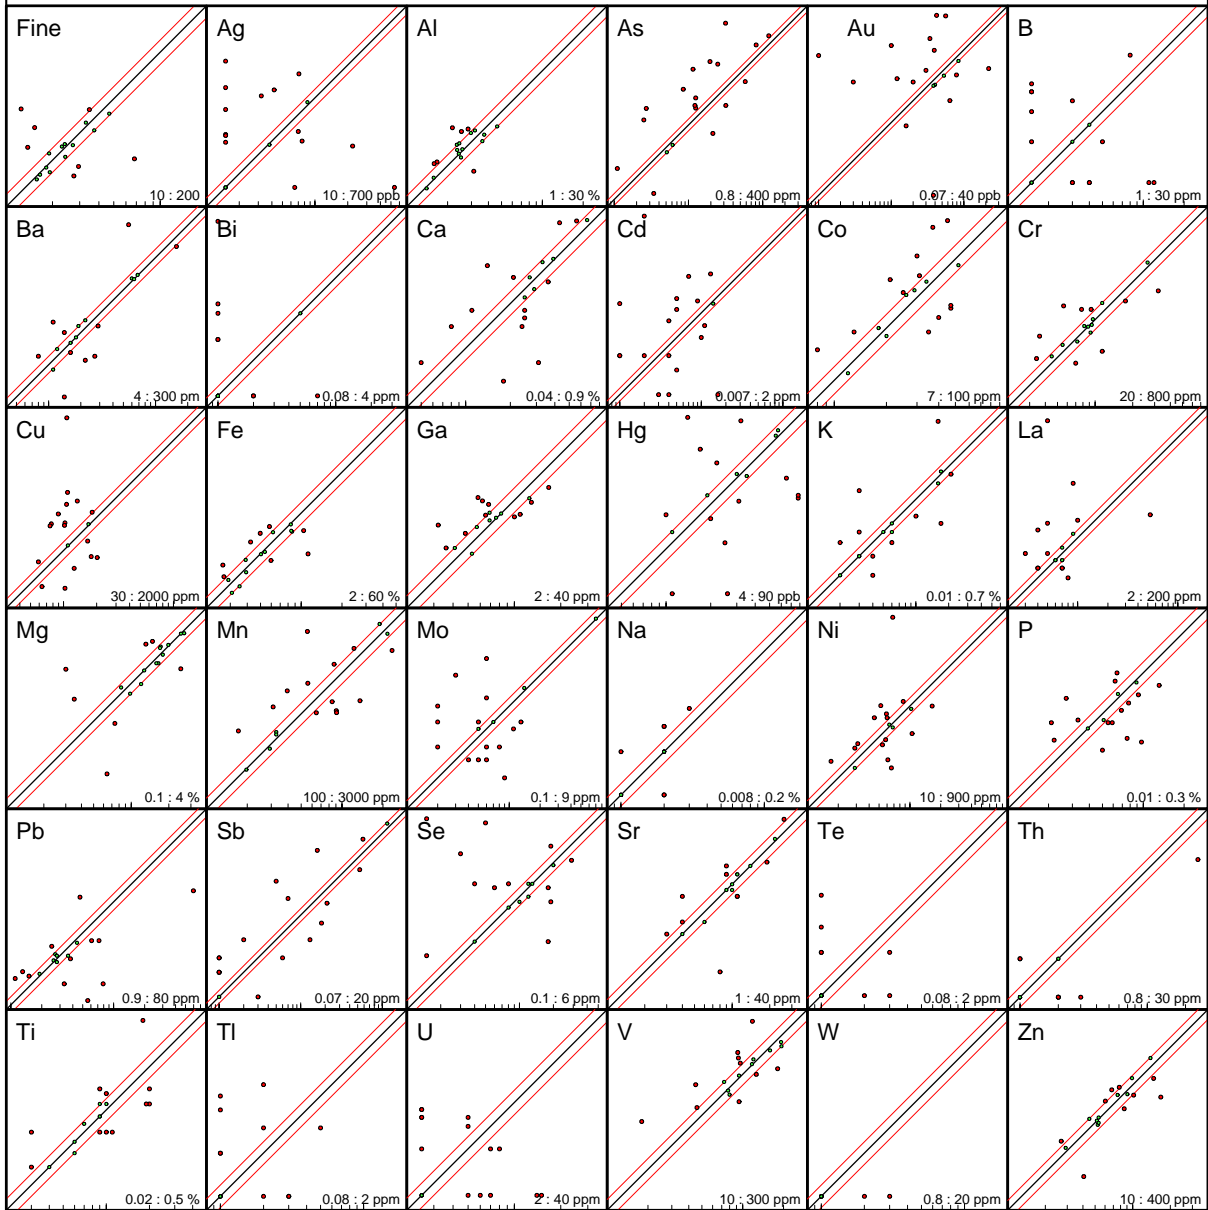 Fine Ag Al As Au B
10 : 200 10 : 700 ppb 1 : 30 % 0.8 : 400 ppm 0.07 : 40 ppb 1 : 30 ppm
Ba Bi Ca Cd Co Cr
4 : 300 pm 0.08 : 4 ppm 0.04 : 0.9 % 0.007 : 2 ppm 7 : 100 ppm 20 : 800 ppm
Cu Fe Ga Hg K La
30 : 2000 ppm 2 : 60 % 2 : 40 ppm 4 : 90 ppb 0.01 : 0.7 % 2 : 200 ppm
Mg Mn Mo Na Ni P
0.1 : 4 % 100 : 3000 ppm 0.1 : 9 ppm 0.008 : 0.2 % 10 : 900 ppm 0.01 : 0.3 %
Pb Sb Se Sr Te Th
0.9 : 80 ppm 0.07 : 20 ppm 0.1 : 6 ppm 1 : 40 ppm 0.08 : 2 ppm 0.8 : 30 ppm
Ti Tl U V W Zn
0.02 : 0.5 % 0.08 : 2 ppm 2 : 40 ppm 10 : 300 ppm 0.8 : 20 ppm 10 : 400 ppm